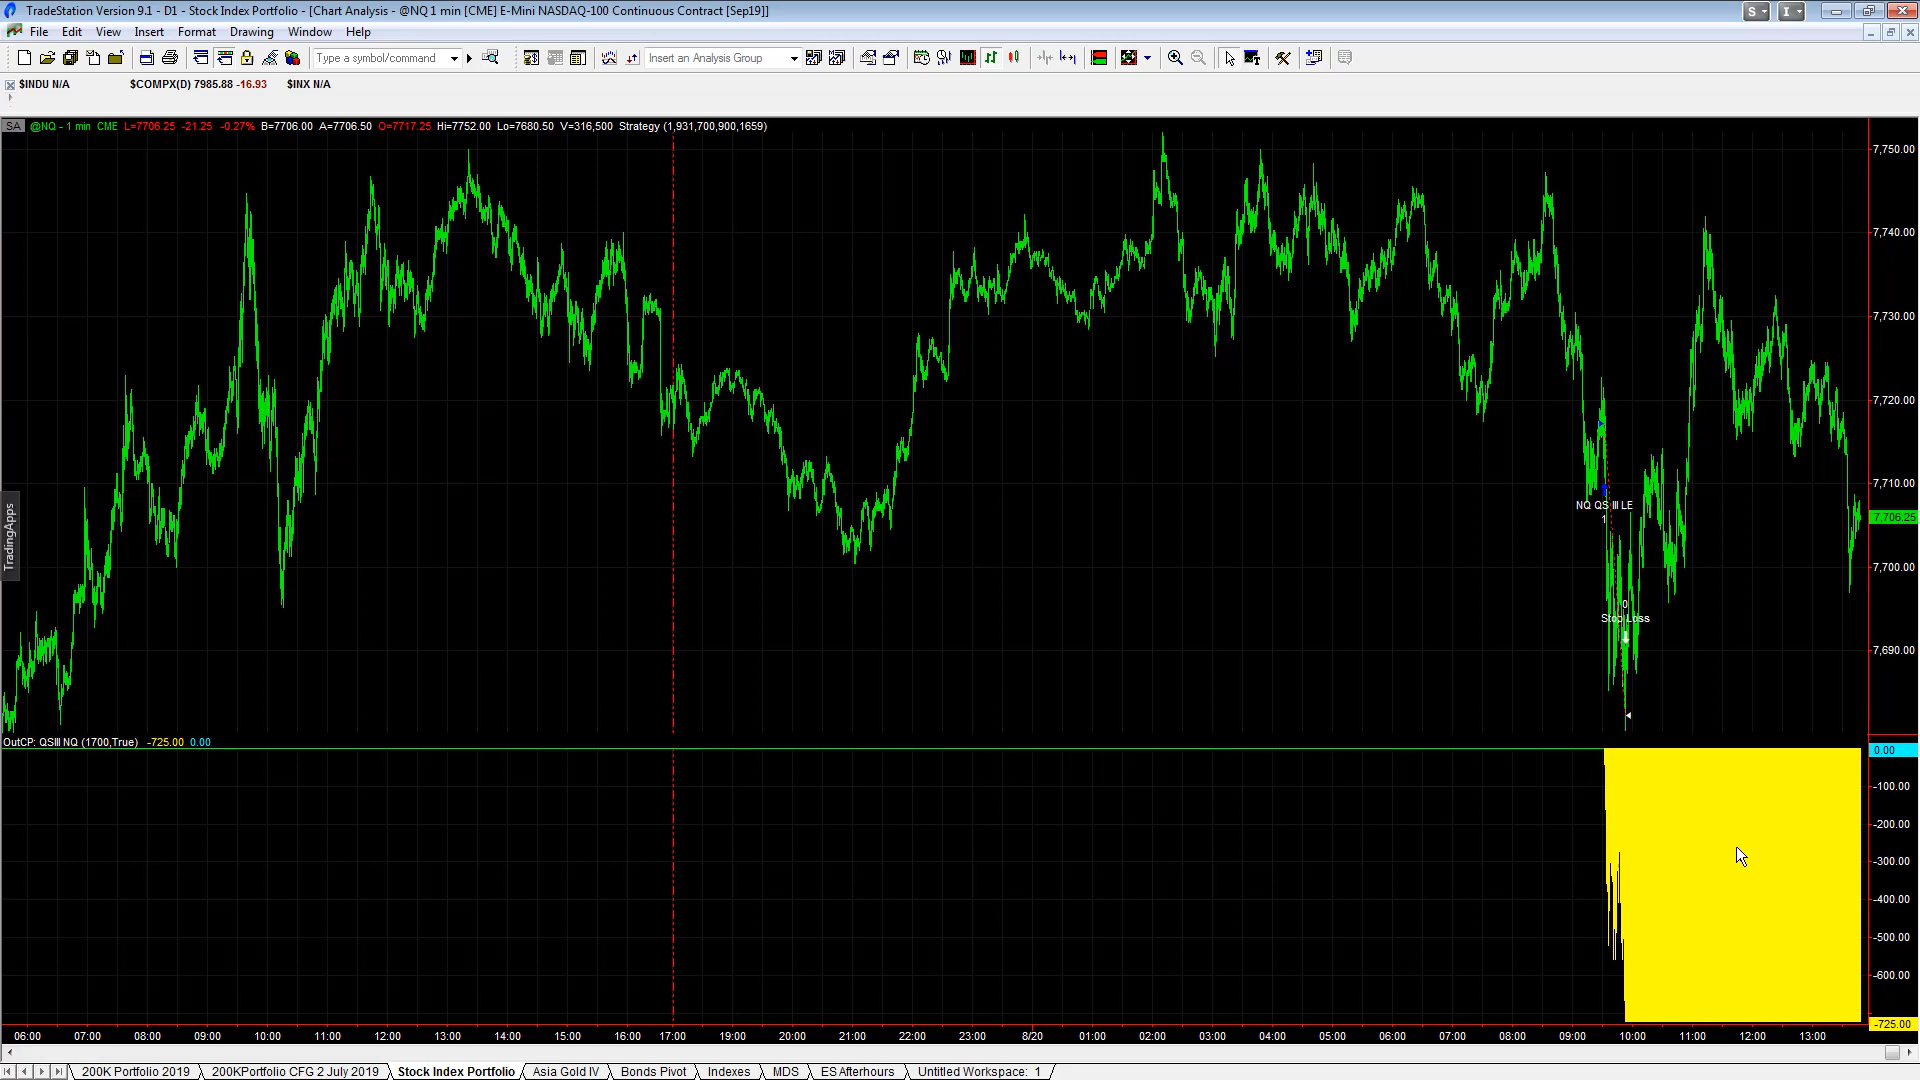 TradeStation Version 9.1 - D1 - Stock Index Portfolio - [Chart Analysis - @NQ 1 min [CME] E-Mini NASDAQ-100 Continuous Contract [Sep19]]
S
I
File Edit View Insert Format Drawing Window Help
Type a symbol/command
Insert an Analysis Group
$INDU N/A $COMPX(D) 7985.88 -16.93 $INX N/A
SA @NQ - 1 min CME L=7706.25 -21.25 -0.27% B=7706.00 A=7706.50 O=7717.25 Hi=7752.00 Lo=7680.50 V=316,500 Strategy (1,931,700,900,1659)
7,750.00
7,740.00
7,730.00
7,720.00
7,710.00
7,706.25
7,700.00
7,690.00
TradingApps
NQ QS III LE
1
0
Stop Loss
OutCP: QSIII NQ (1700,True) -725.00 0.00
0.00
-100.00
-200.00
-300.00
-400.00
-500.00
-600.00
-725.00
06:00 07:00 08:00 09:00 10:00 11:00 12:00 13:00 14:00 15:00 16:00 17:00 19:00 20:00 21:00 22:00 23:00 8/20 01:00 02:00 03:00 04:00 05:00 06:00 07:00 08:00 09:00 10:00 11:00 12:00 13:00
200K Portfolio 2019 200KPortfolio CFG 2 July 2019 Stock Index Portfolio Asia Gold IV Bonds Pivot Indexes MDS ES Afterhours Untitled Workspace: 1